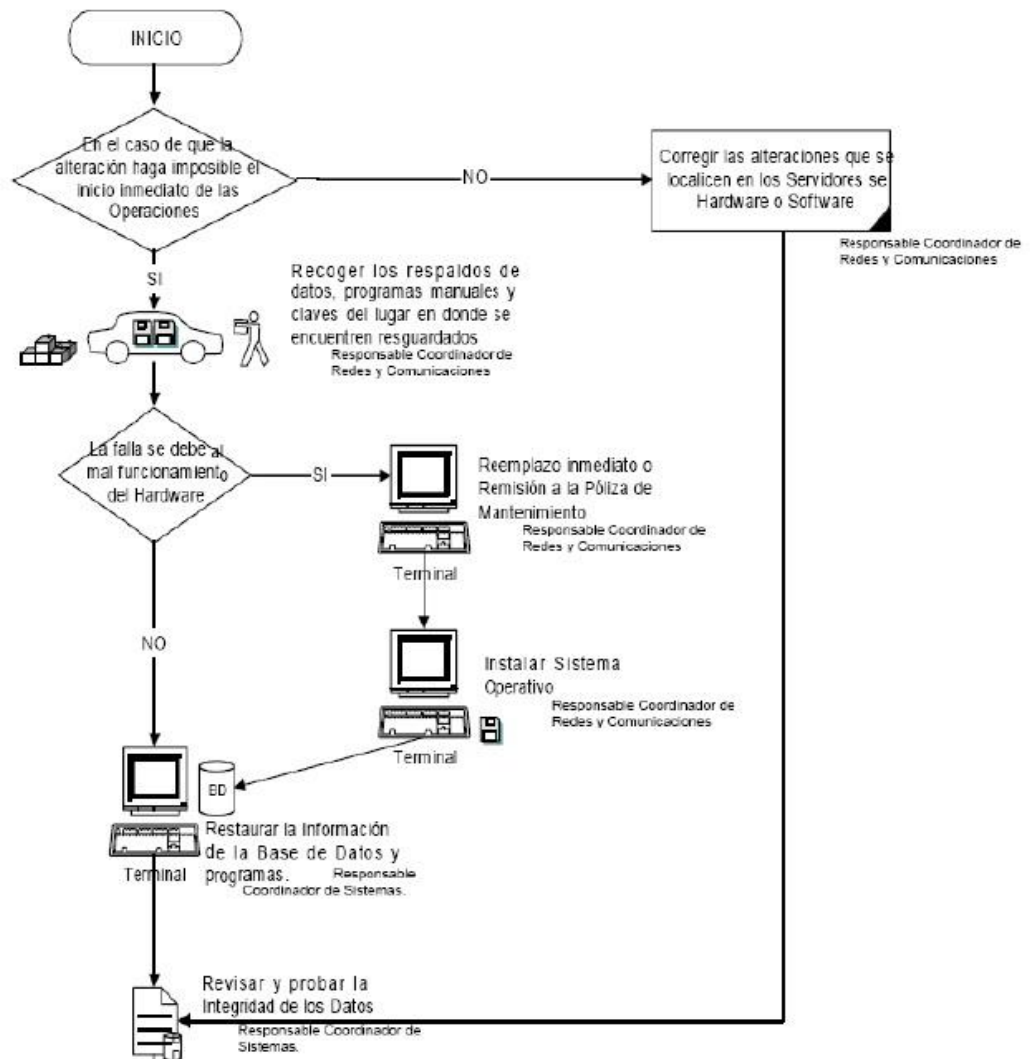 INICIO
En el caso de que la
alteración haga imposible el
inicio inmediato de las
Operaciones
NO
Corregir las alteraciones que se
localicen en los Servidores se
Hardware o Software
Responsable Coordinador de
Redes y Comunicaciones
SI
Recoger los respaldos de
datos, programas manuales y
claves del lugar en donde se
encuentren resguardados
Responsable Coordinador de
Redes y Comunicaciones
La falla se debe al
mal funcionamiento
del Hardware
SI
Reemplazo inmediato o
Remisión a la Póliza de
Mantenimiento
Responsable Coordinador de
Redes y Comunicaciones
Terminal
NO
Instalar Sistema
Operativo
Responsable Coordinador de
Redes y Comunicaciones
Terminal
BD
Restaurar la Información
de la Base de Datos y
programas. Responsable
Coordinador de Sistemas.
Terminal
Revisar y probar la
Integridad de los Datos
Responsable Coordinador de
Sistemas.